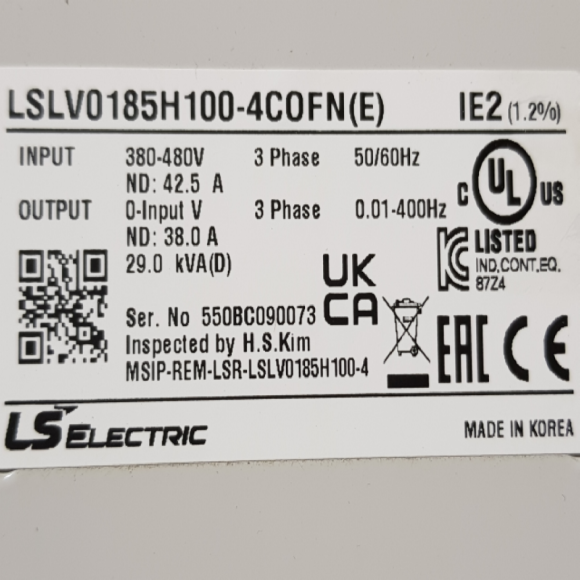 LSLV0185H100-4COFN(E) IE2 (1.2%)
INPUT 380-480V 3 Phase 50/60Hz
ND: 42.5 A
OUTPUT 0-Input V 3 Phase 0.01-400Hz
ND: 38.0 A
29.0 kVA(D)
C UL US
LISTED
IND.CONT.EQ.
87Z4
UK
CA
Ser. No 550BC090073
Inspected by H.S.Kim
MSIP-REM-LSR-LSLV0185H100-4
EAC CE
LS ELECTRIC
MADE IN KOREA